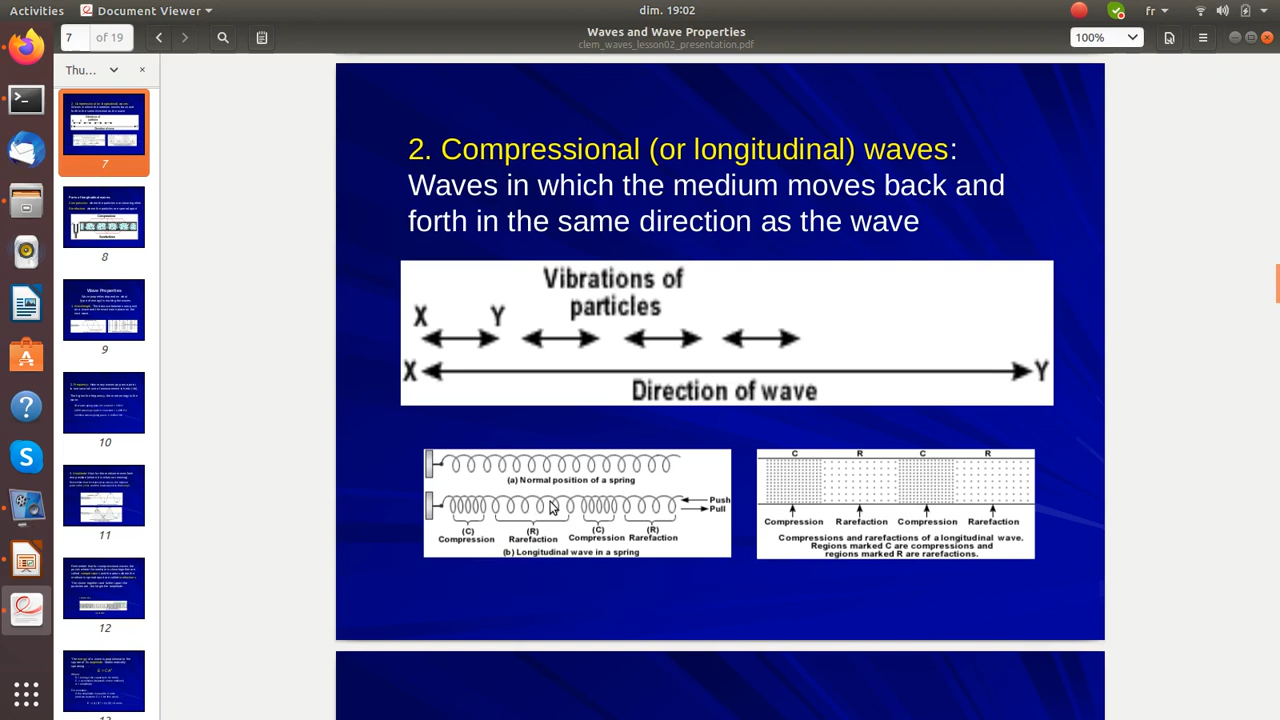 Activities
Document Viewer
dim. 19:02
fr
7
of 19
Waves and Wave Properties
clem_waves_lesson02_presentation.pdf
100%
Thu...
7
8
9
10
11
12
2. Compressional (or longitudinal) waves:
Waves in which the medium moves back and
forth in the same direction as the wave
Vibrations of
particles
X Y
X Y
Direction of wave
(a) Normal position of a spring
Push
Pull
(C) (R) (C) (R)
Compression Rarefaction Compression Rarefaction
(b) Longitudinal wave in a spring
C R C R
Compression Rarefaction Compression Rarefaction
Compressions and rarefactions of a longitudinal wave.
Regions marked C are compressions and
regions marked R are rarefactions.